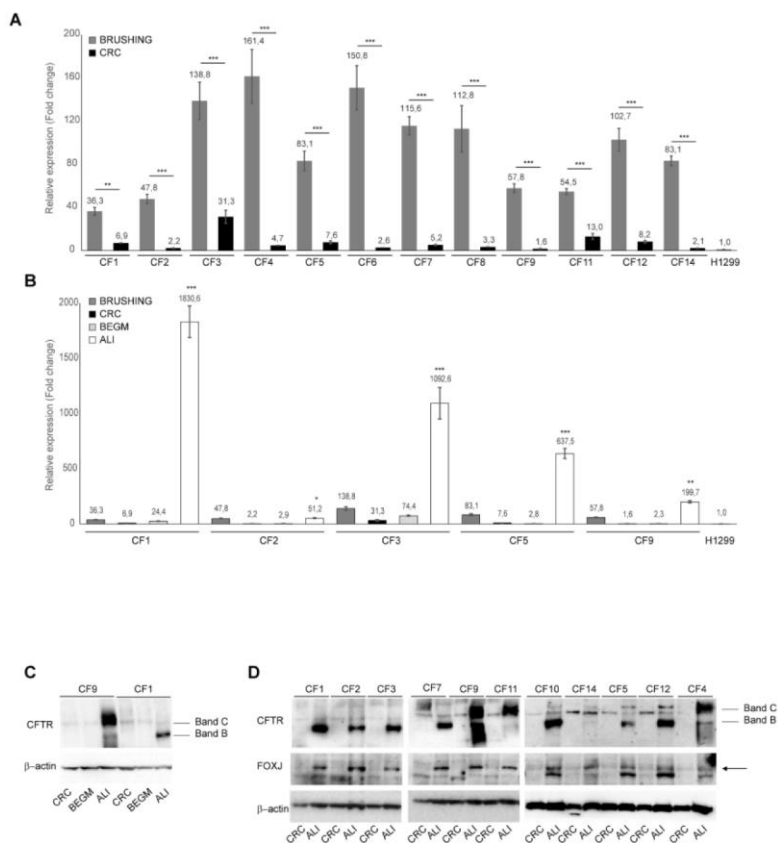 A
BRUSHING
CRC
Relative expression (Fold change)
200
160
120
80
40
0
36,3 ** 6,9
47,8 *** 2,2
138,8 *** 31,3
161,4 *** 4,7
83,1 *** 7,6
150,8 *** 2,6
115,6 *** 5,2
112,8 *** 3,3
57,8 *** 1,6
54,5 *** 13,0
102,7 *** 8,2
83,1 *** 2,1
1,0
CF1 CF2 CF3 CF4 CF5 CF6 CF7 CF8 CF9 CF11 CF12 CF14 H1299
B
BRUSHING
CRC
BEGM
ALI
Relative expression (Fold change)
2000
1500
1000
500
0
36,3 6,9 24,4 *** 1830,6
47,8 2,2 2,9 * 51,2
138,8 31,3 74,4 *** 1092,6
83,1 7,6 2,8 *** 637,5
57,8 1,6 2,3 ** 199,7
1,0
CF1 CF2 CF3 CF5 CF9 H1299
C
CF9 CF1
CFTR
Band C
Band B
β-actin
CRC BEGM ALI CRC BEGM ALI
D
CF1 CF2 CF3 CF7 CF9 CF11 CF10 CF14 CF5 CF12 CF4
CFTR
Band C
Band B
FOXJ
β-actin
CRC ALI CRC ALI CRC ALI CRC ALI CRC ALI CRC ALI CRC ALI CRC ALI CRC ALI CRC ALI CRC ALI